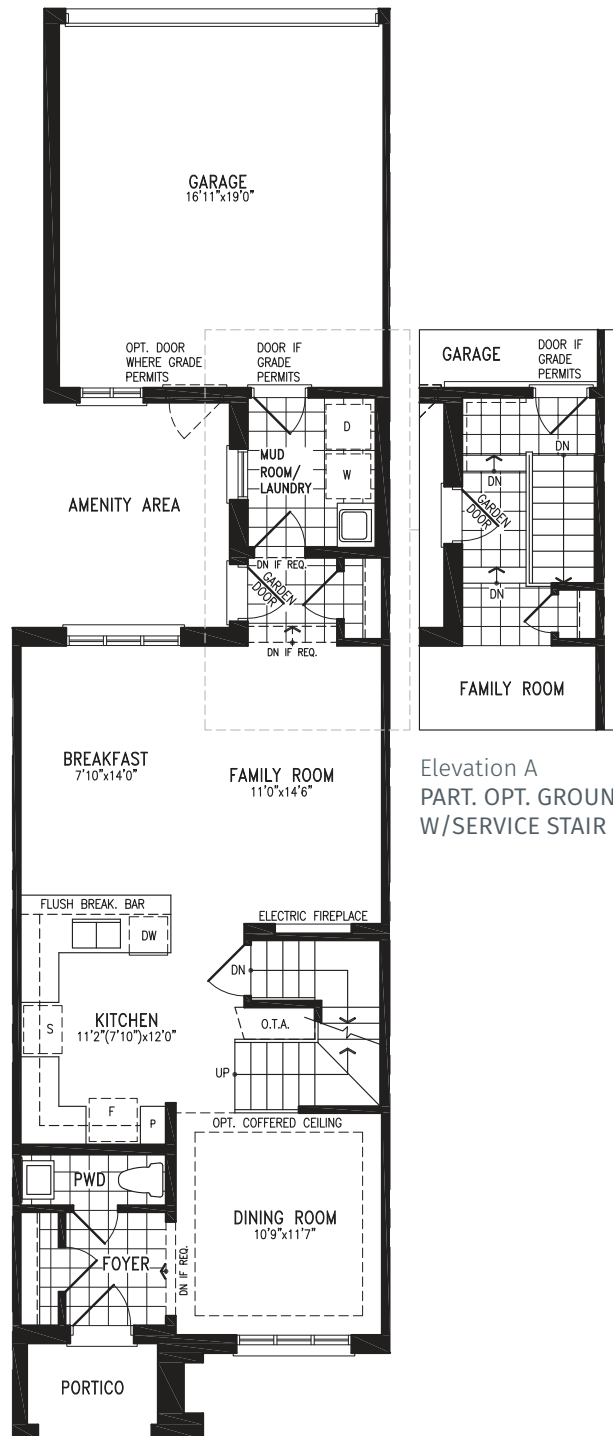 GARAGE
16'11"x19'0"
OPT. DOOR
WHERE GRADE
PERMITS
DOOR IF
GRADE
PERMITS
D
W
MUD
ROOM/
LAUNDRY
AMENITY AREA
DN IF REQ.
GARDEN
DOOR
DN IF REQ.
BREAKFAST
7'10"x14'0"
FAMILY ROOM
11'0"x14'6"
FLUSH BREAK. BAR
ELECTRIC FIREPLACE
DW
DN
S
KITCHEN
11'2"(7'10")x12'0"
O.T.A.
UP
F
P
OPT. COFFERED CEILING
PWD
DINING ROOM
10'9"x11'7"
FOYER
DN IF REQ.
PORTICO
GARAGE
DOOR IF
GRADE
PERMITS
DN
DN
GARDEN
DOOR
DN
FAMILY ROOM
Elevation A
PART. OPT. GROUN
W/SERVICE STAIR